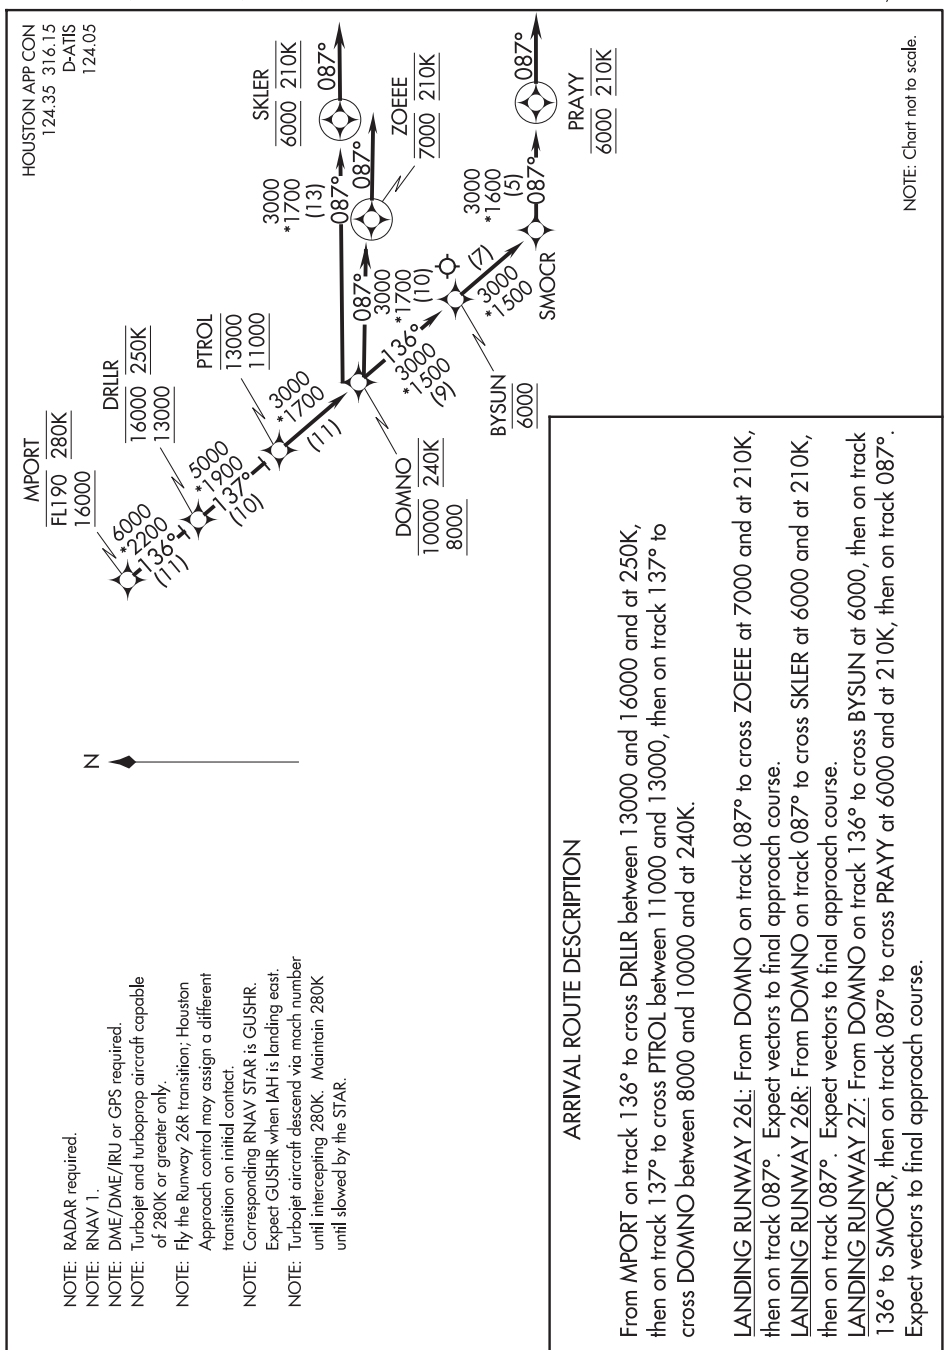 HOUSTON APP CON
124.35 316.15
D-ATIS
124.05
MPORT
FL190 280K
16000
6000
*2200
136°
(11)
DRLLR
16000 250K
13000
5000
*1900
137°
(10)
PTROL
13000
11000
3000
*1700
(11)
DOMNO
10000 240K
8000
3000
*1700
(13)
087°
SKLER
6000 210K
087°
087°
3000
*1700
(10)
ZOEEE
7000 210K
087°
136°
3000
*1500
(9)
BYSUN
6000
(7)
3000
*1500
SMOCR
3000
*1600
(5)
087°
PRAYY
6000 210K
087°
N
NOTE: Chart not to scale.
NOTE: RADAR required.
NOTE: RNAV 1.
NOTE: DME/DME/IRU or GPS required.
NOTE: Turbojet and turboprop aircraft capable
of 280K or greater only.
NOTE: Fly the Runway 26R transition; Houston
Approach control may assign a different
transition on initial contact.
NOTE: Corresponding RNAV STAR is GUSHR.
Expect GUSHR when IAH is landing east.
NOTE: Turbojet aircraft descend via mach number
until intercepting 280K. Maintain 280K
until slowed by the STAR.
ARRIVAL ROUTE DESCRIPTION
From MPORT on track 136° to cross DRLLR between 13000 and 16000 and at 250K,
then on track 137° to cross PTROL between 11000 and 13000, then on track 137° to
cross DOMNO between 8000 and 10000 and at 240K.
LANDING RUNWAY 26L: From DOMNO on track 087° to cross ZOEEE at 7000 and at 210K,
then on track 087°. Expect vectors to final approach course.
LANDING RUNWAY 26R: From DOMNO on track 087° to cross SKLER at 6000 and at 210K,
then on track 087°. Expect vectors to final approach course.
LANDING RUNWAY 27: From DOMNO on track 136° to cross BYSUN at 6000, then on track
136° to SMOCR, then on track 087° to cross PRAYY at 6000 and at 210K, then on track 087°.
Expect vectors to final approach course.